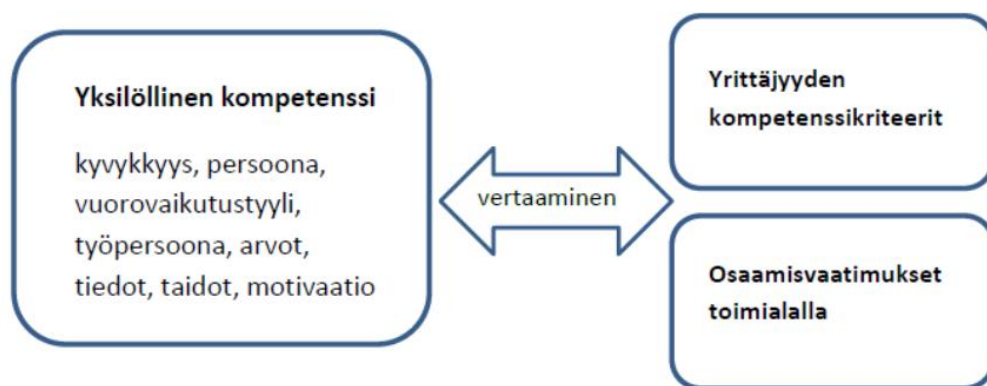 Yksilöllinen kompetenssi
kyvykkyys, persoona,
vuorovaikutustyyli,
työpersoona, arvot,
tiedot, taidot, motivaatio
vertaaminen
Yrittäjyyden
kompetenssikriteerit
Osaamisvaatimukset
toimialalla